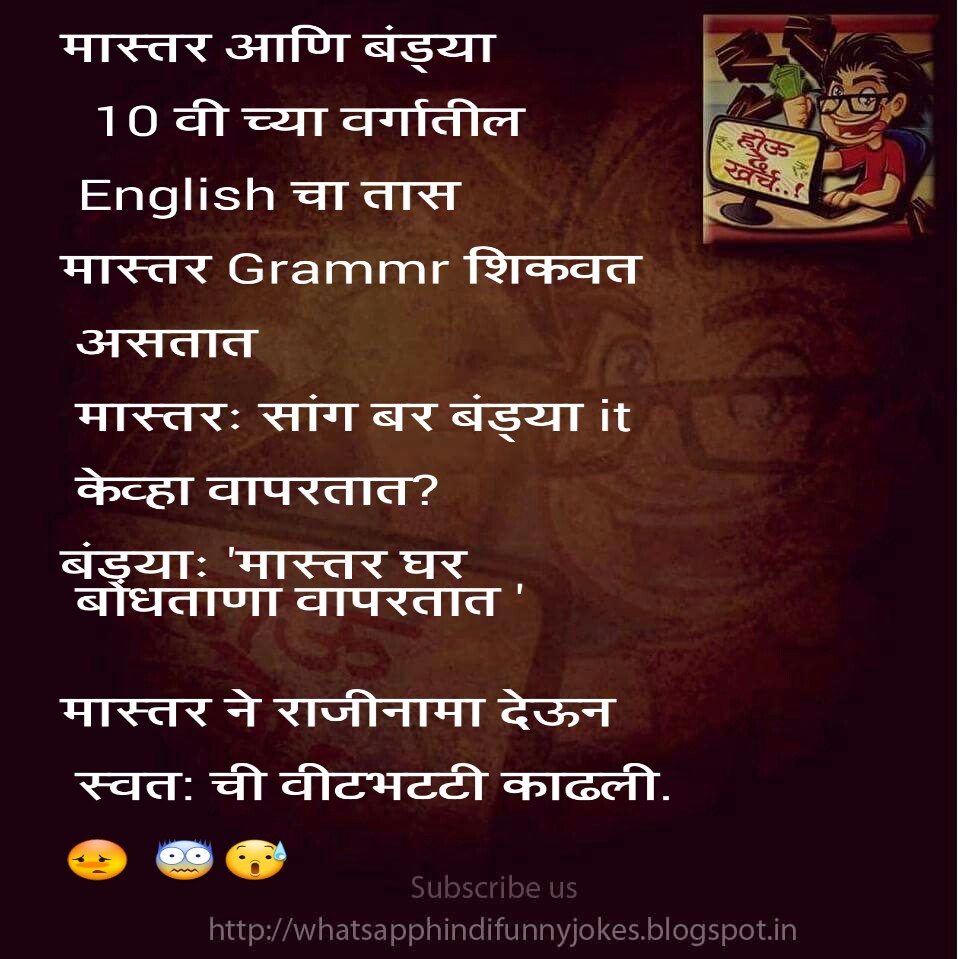 मास्तर आणि बंड्या
10 वी च्या वर्गातील
English चा तास
मास्तर Grammr शिकवत
असतात
मास्तरः सांग बर बंड्या it
केव्हा वापरतात?
बंड्याः 'मास्तर घर
बांधताणा वापरतात '
मास्तर ने राजीनामा देऊन
स्वत: ची वीटभटटी काढली.
होऊ
दे
खर्च..!
Subscribe us
http://whatsapphindifunnyjokes.blogspot.in